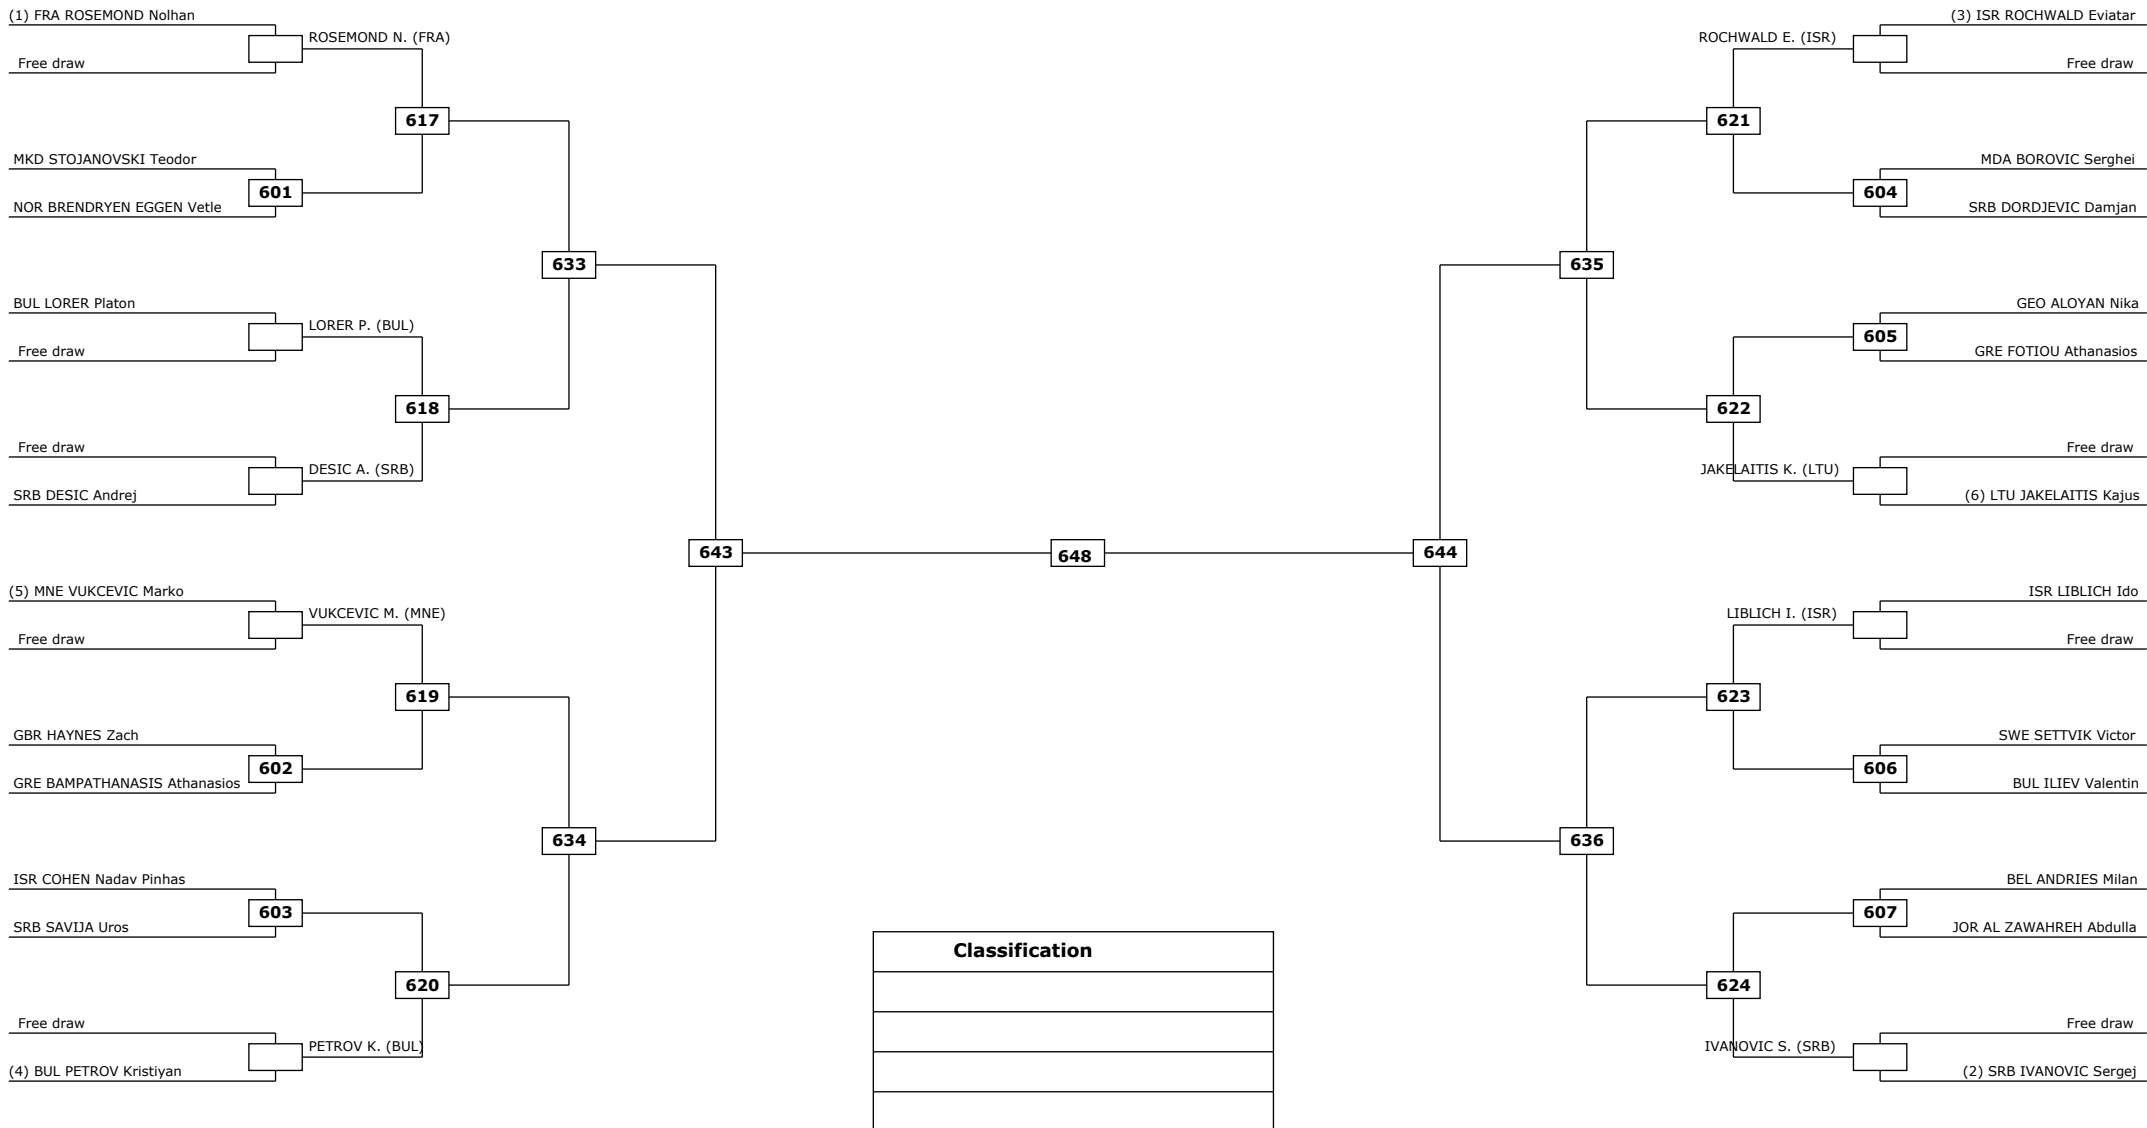 (1) FRA ROSEMOND Nolhan
ROSEMOND N. (FRA)
Free draw
617
MKD STOJANOVSKI Teodor
601
NOR BRENDRYEN EGGEN Vetle
633
BUL LORER Platon
LORER P. (BUL)
Free draw
618
Free draw
DESIC A. (SRB)
SRB DESIC Andrej
643
(5) MNE VUKCEVIC Marko
VUKCEVIC M. (MNE)
Free draw
619
GBR HAYNES Zach
602
GRE BAMPATHANASIS Athanasios
634
ISR COHEN Nadav Pinhas
603
SRB SAVIJA Uros
620
Free draw
PETROV K. (BUL)
(4) BUL PETROV Kristiyan
648
Classification
(3) ISR ROCHWALD Eviatar
ROCHWALD E. (ISR)
Free draw
621
MDA BOROVIC Serghei
604
SRB DORDJEVIC Damjan
635
GEO ALOYAN Nika
605
GRE FOTIOU Athanasios
622
Free draw
JAKELAITIS K. (LTU)
(6) LTU JAKELAITIS Kajus
644
ISR LIBLICH Ido
LIBLICH I. (ISR)
Free draw
623
SWE SETTVIK Victor
606
BUL ILIEV Valentin
636
BEL ANDRIES Milan
607
JOR AL ZAWAHREH Abdulla
624
Free draw
IVANOVIC S. (SRB)
(2) SRB IVANOVIC Sergej